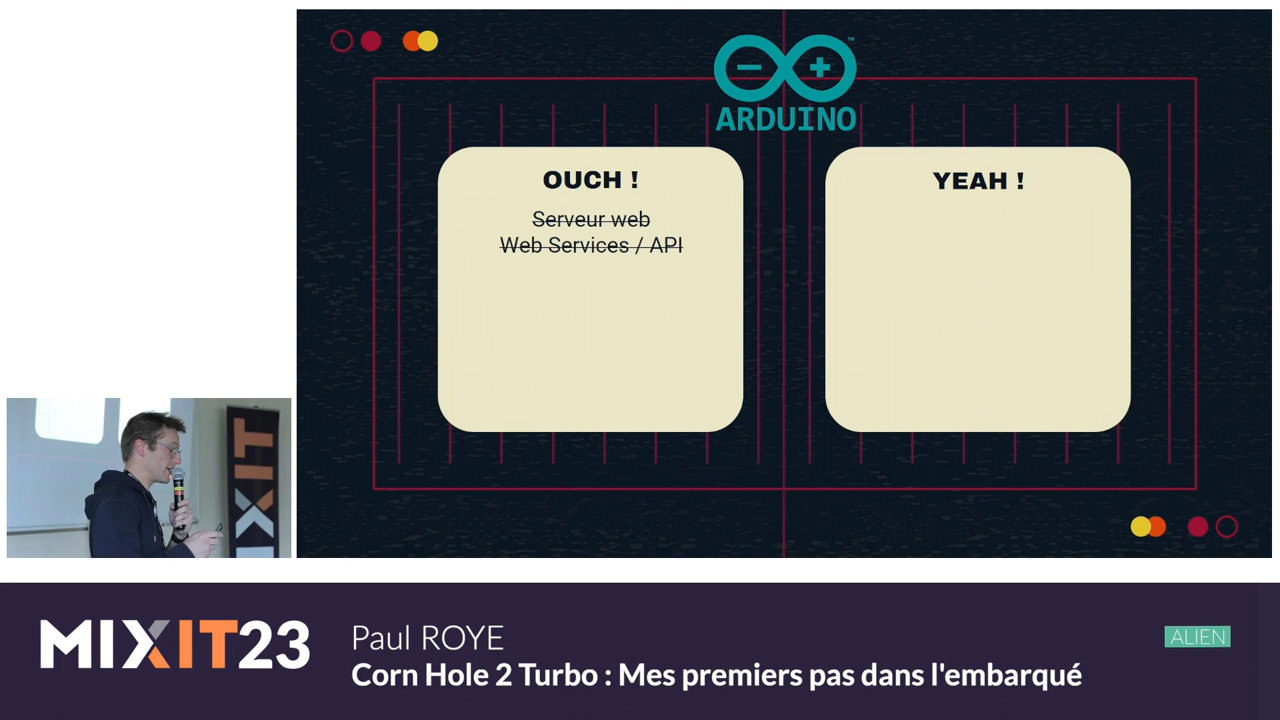 ARDUINO
OUCH !
Serveur web
Web Services / API
YEAH !
MIXIT
MIXIT23
Paul ROYE
Corn Hole 2 Turbo : Mes premiers pas dans l'embarqué
ALIEN